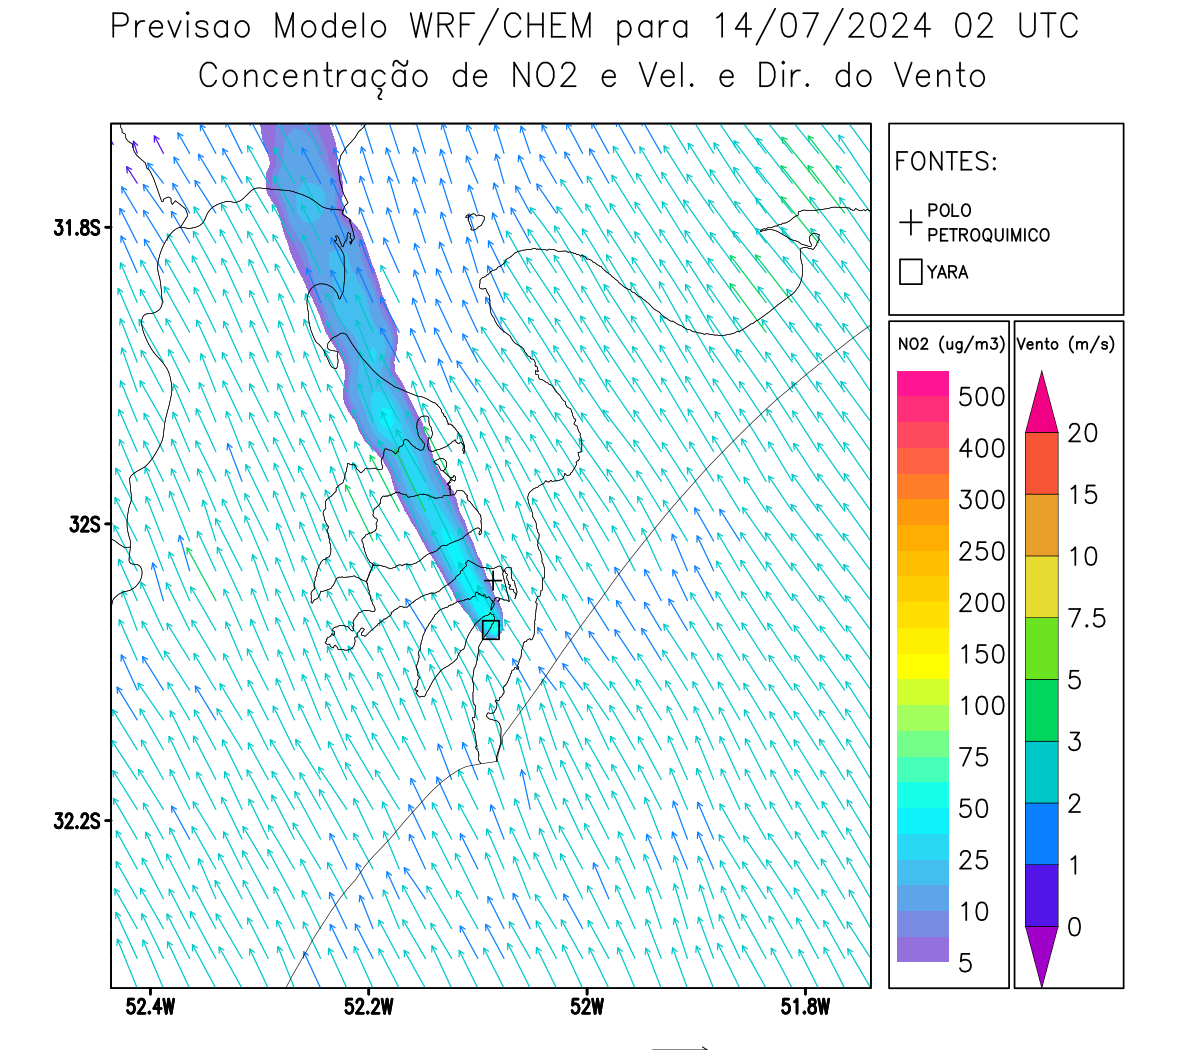 Previsao Modelo WRF/CHEM para 14/07/2024 02 UTC
Concentração de NO2 e Vel. e Dir. do Vento
FONTES:
POLO
PETROQUIMICO
YARA
31.8S
32S
32.2S
52.4W
52.2W
52W
51.8W
NO2 (ug/m3)
500
400
300
250
200
150
100
75
50
25
10
5
Vento (m/s)
20
15
10
7.5
5
3
2
1
0